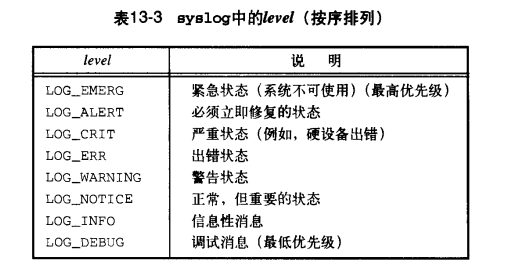 表13-3 syslog中的level（按序排列）
level 说 明
LOG_EMERG 紧急状态（系统不可使用）（最高优先级）
LOG_ALERT 必须立即修复的状态
LOG_CRIT 严重状态（例如，硬设备出错）
LOG_ERR 出错状态
LOG_WARNING 警告状态
LOG_NOTICE 正常，但重要的状态
LOG_INFO 信息性消息
LOG_DEBUG 调试消息（最低优先级）